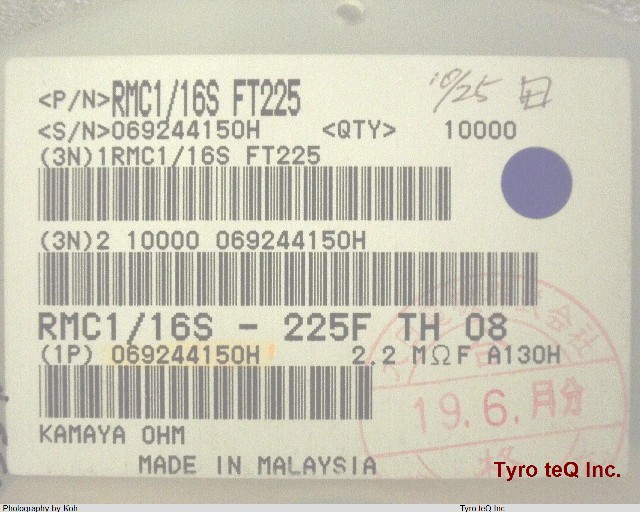 10/25
<P/N>RMC1/16S FT225
<S/N>069244150H <QTY> 10000
(3N)1RMC1/16S FT225
(3N)2 10000 069244150H
RMC1/16S - 225F TH 08
(1P) 069244150H 2.2 MΩF A130H
19.6.月分
KAMAYA OHM
MADE IN MALAYSIA
Tyro teQ Inc.
Photography by Koh Tyro teQ Inc